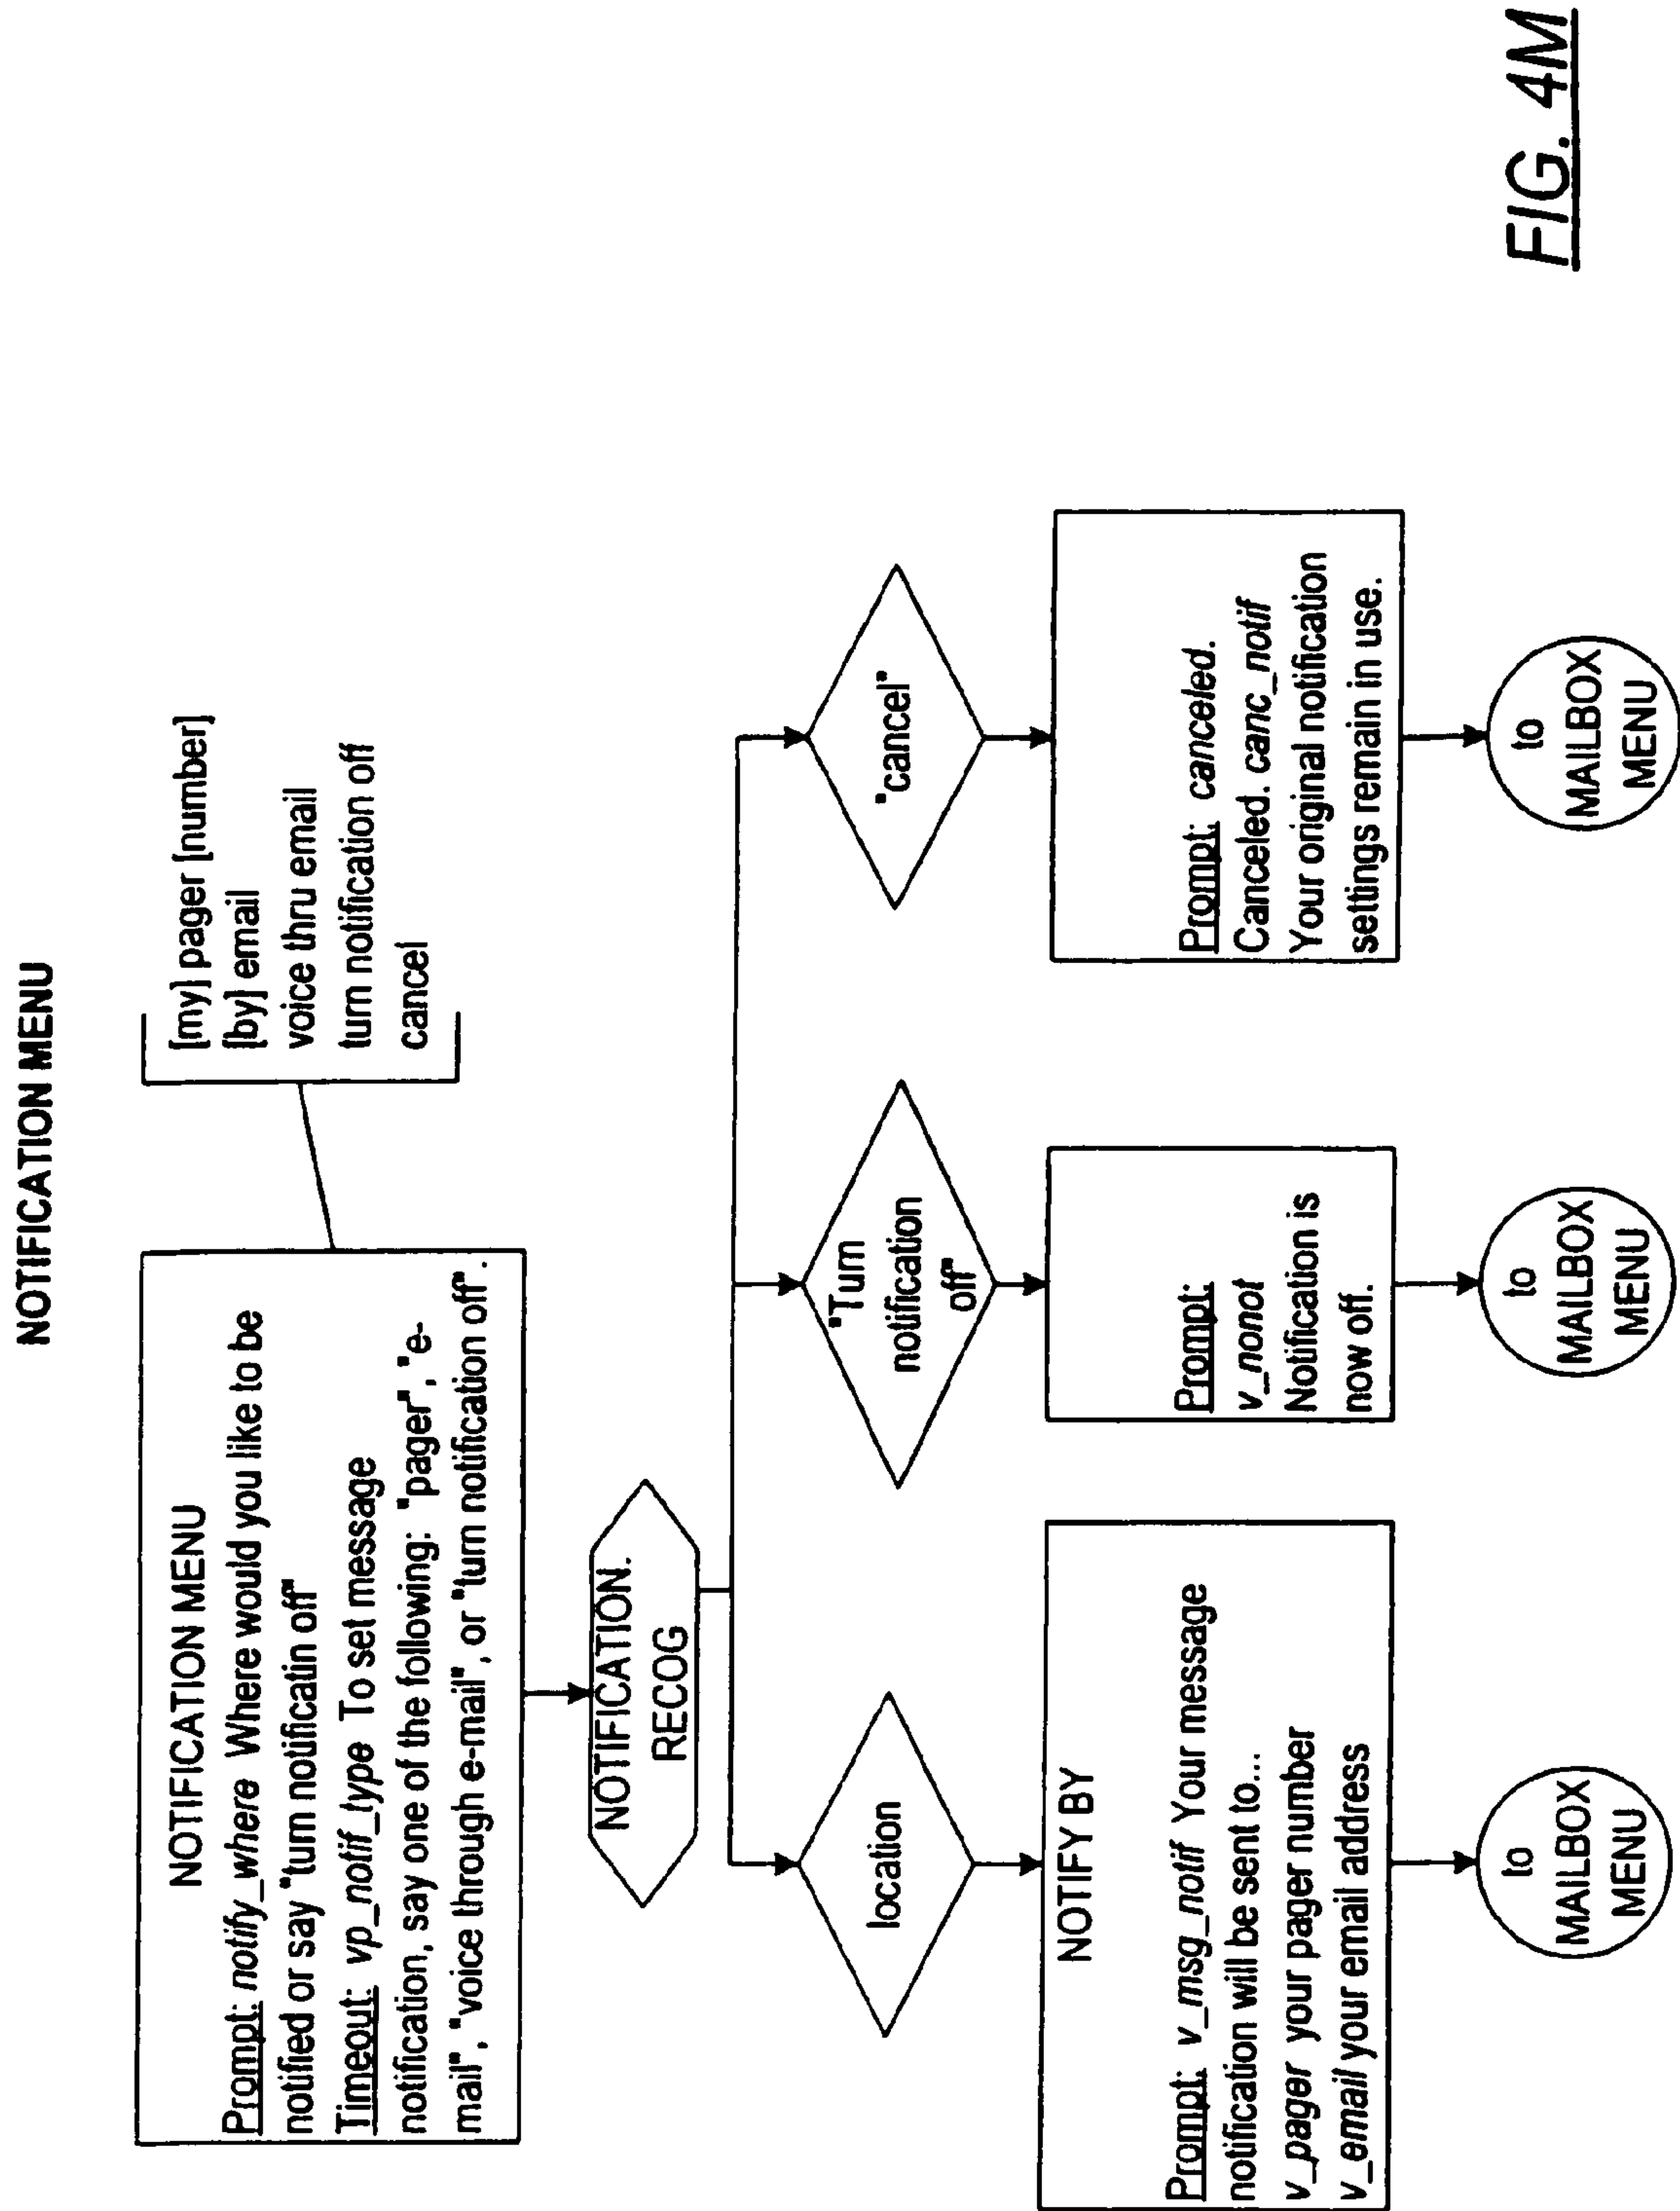 NOTIFICATION MENU
NOTIFICATION MENU
Prompt: notify_where Where would you like to be
notified or say "turn notificatin off"
Timeout: vp_notif_type To set message
notification, say one of the following: "pager", "e-
mail", "voice through e-mail", or "turn notification off".
[my] pager [number]
[by] email
voice thru email
turn notification off
cancel
NOTIFICATION.
RECOG
location
"Turn
notification
off"
"cancel"
NOTIFY BY
Prompt: v_msg_notif Your message
notification will be sent to...
v_pager your pager number
v_email your email address
Prompt:
v_nonot
Notification is
now off.
Prompt: canceled.
Canceled. canc_notif
Your original notification
settings remain in use.
to
MAILBOX
MENU
to
MAILBOX
MENU
to
MAILBOX
MENU
FIG. 4M